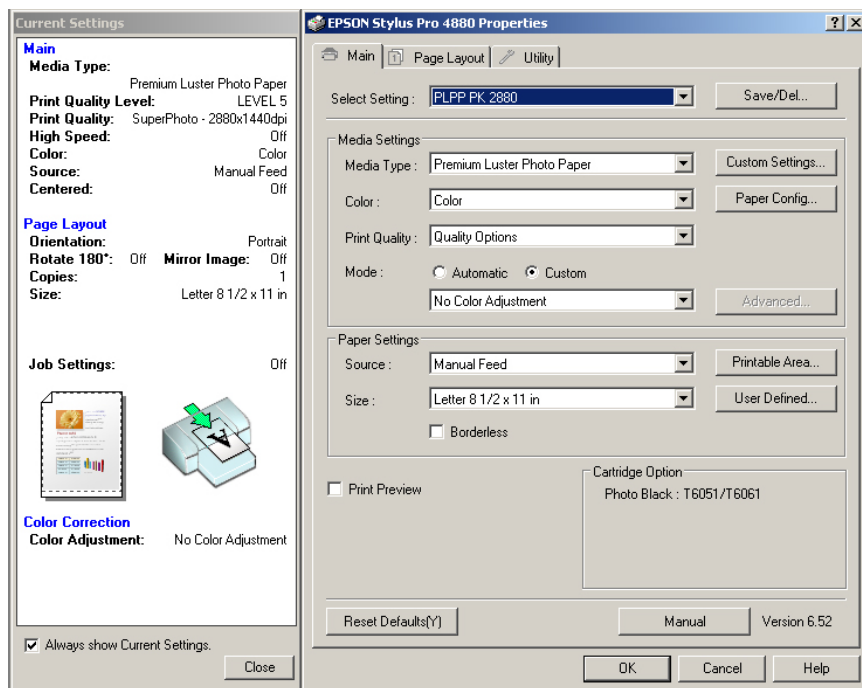 Current Settings
Main
Media Type:
Premium Luster Photo Paper
Print Quality Level: LEVEL 5
Print Quality: SuperPhoto - 2880x1440dpi
High Speed: Off
Color: Color
Source: Manual Feed
Centered: Off
Page Layout
Orientation: Portrait
Rotate 180°: Off Mirror Image: Off
Copies: 1
Size: Letter 8 1/2 x 11 in
Job Settings: Off
A
Color Correction
Color Adjustment: No Color Adjustment
Always show Current Settings.
Close
EPSON Stylus Pro 4880 Properties
Main Page Layout Utility
Select Setting : PLPP PK 2880 Save/Del...
Media Settings
Media Type : Premium Luster Photo Paper Custom Settings...
Color : Color Paper Config...
Print Quality : Quality Options
Mode : Automatic Custom
No Color Adjustment Advanced...
Paper Settings
Source : Manual Feed Printable Area...
Size : Letter 8 1/2 x 11 in User Defined...
Borderless
Print Preview
Cartridge Option
Photo Black : T6051/T6061
Reset Defaults(Y) Manual Version 6.52
OK Cancel Help